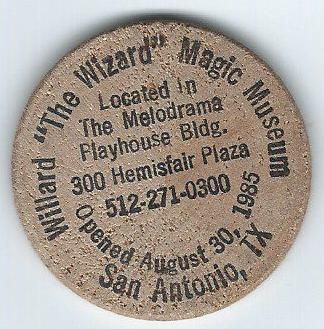 Willard "The Wizard" Magic Museum
Located In
The Melodrama
Playhouse Bldg.
300 Hemisfair Plaza
512-271-0300
Opened August 30, 1985
San Antonio, TX